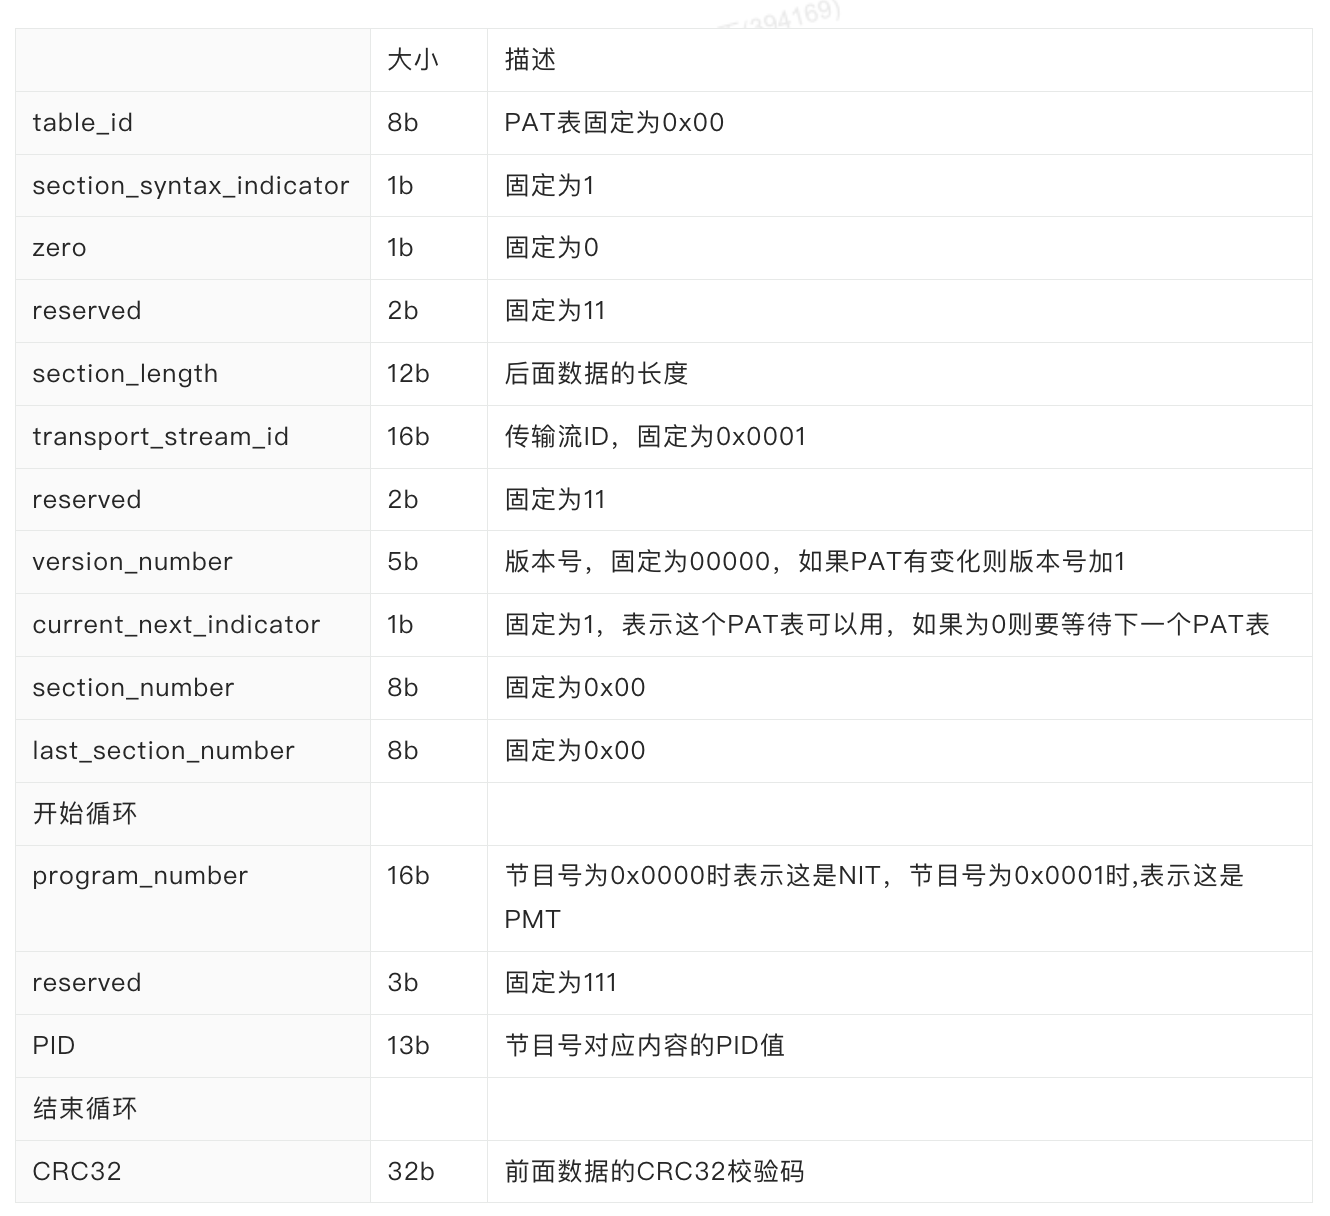 大小 描述
table_id 8b PAT表固定为0x00
section_syntax_indicator 1b 固定为1
zero 1b 固定为0
reserved 2b 固定为11
section_length 12b 后面数据的长度
transport_stream_id 16b 传输流ID，固定为0x0001
reserved 2b 固定为11
version_number 5b 版本号，固定为00000，如果PAT有变化则版本号加1
current_next_indicator 1b 固定为1，表示这个PAT表可以用，如果为0则要等待下一个PAT表
section_number 8b 固定为0x00
last_section_number 8b 固定为0x00
开始循环
program_number 16b 节目号为0x0000时表示这是NIT，节目号为0x0001时,表示这是
PMT
reserved 3b 固定为111
PID 13b 节目号对应内容的PID值
结束循环
CRC32 32b 前面数据的CRC32校验码